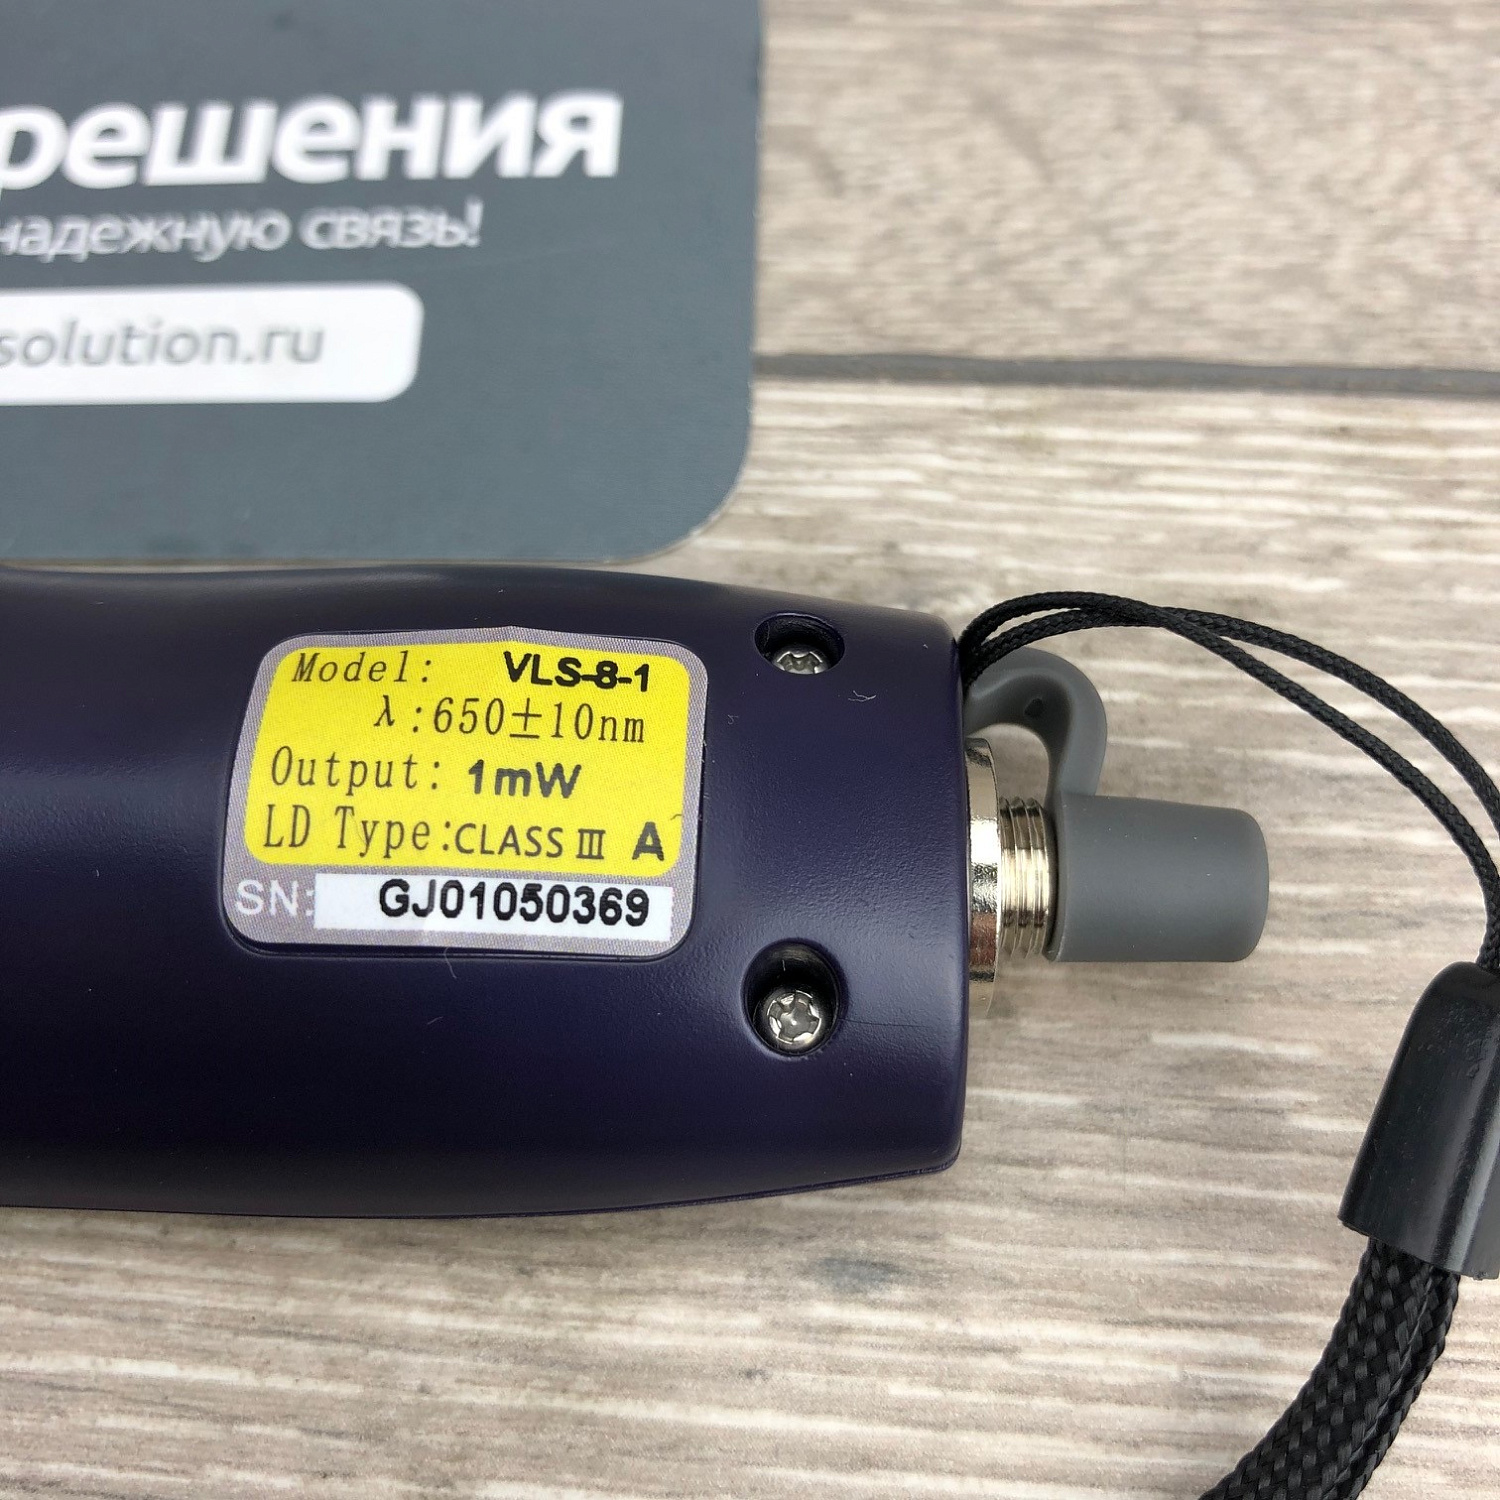 решения
надежную связь!
solution.ru
Model: VLS-8-1
λ:650±10nm
Output: 1mW
LD Type:CLASS III A
SN: GJ01050369